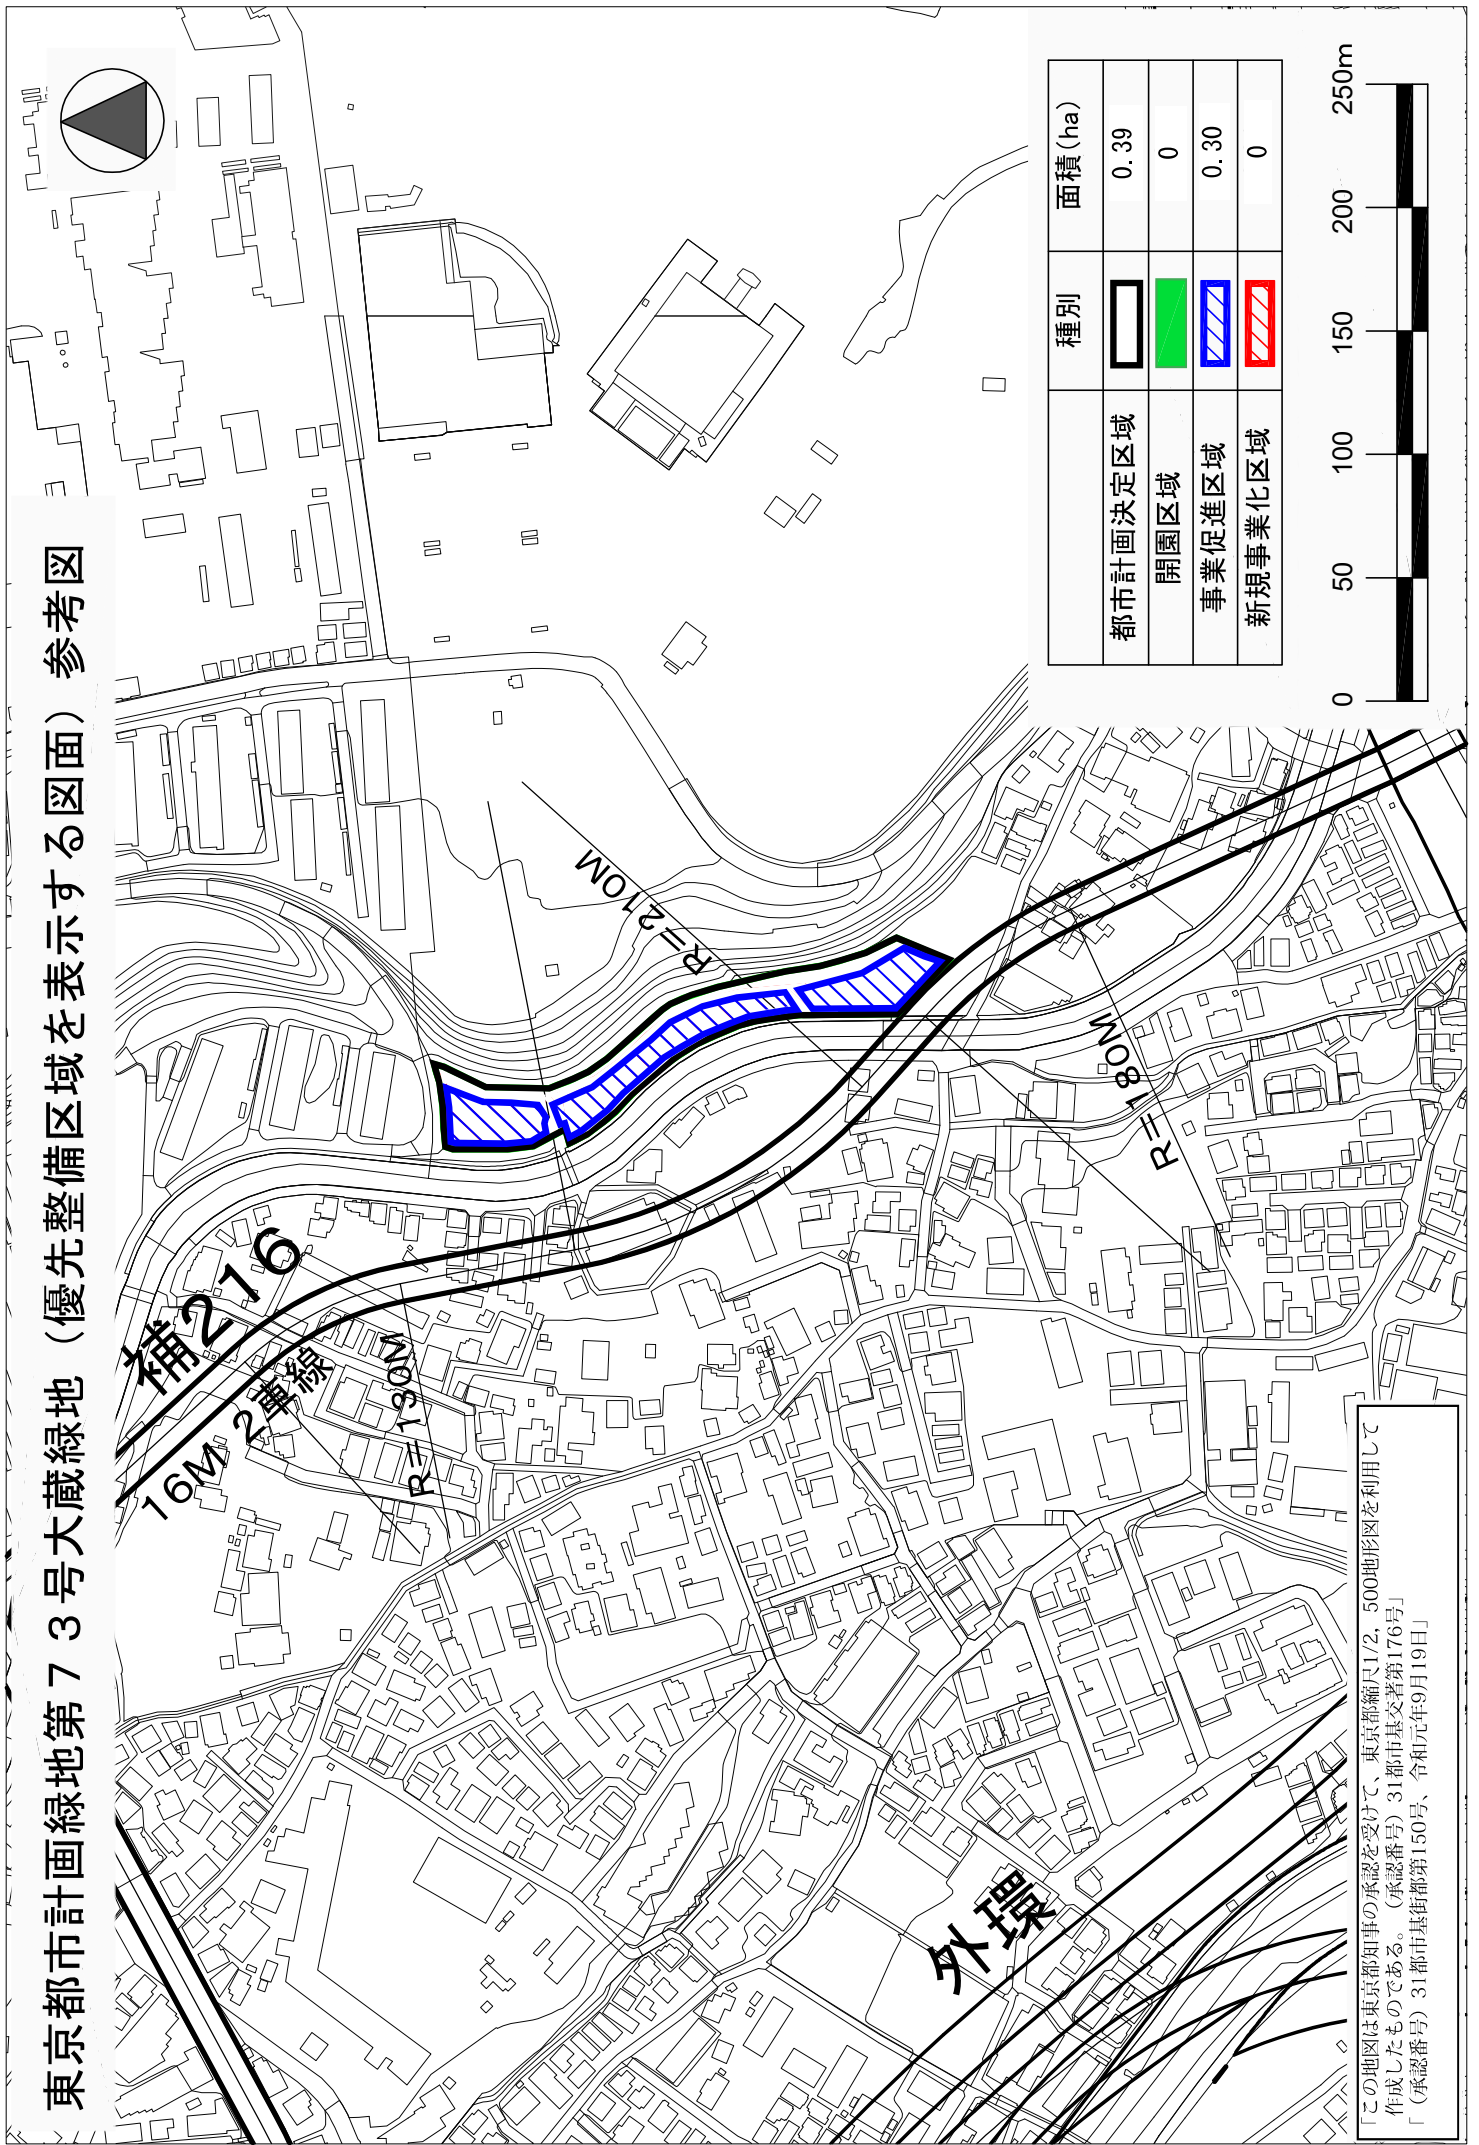 東京都市計画緑地第７３号大蔵緑地（優先整備区域を表示する図面）参考図
種別 面積(ha)
都市計画決定区域 0.39
開園区域 0
事業促進区域 0.30
新規事業化区域 0
0 50 100 150 200 250m
補216
16M 2車線
R=130M
R=210M
R=180M
外環
「この地図は東京都知事の承認を受けて、東京都縮尺1/2,500地形図を利用して
作成したものである。（承認番号）31都市基交著第176号」
「（承認番号）31都市基街都第150号、令和元年9月19日」